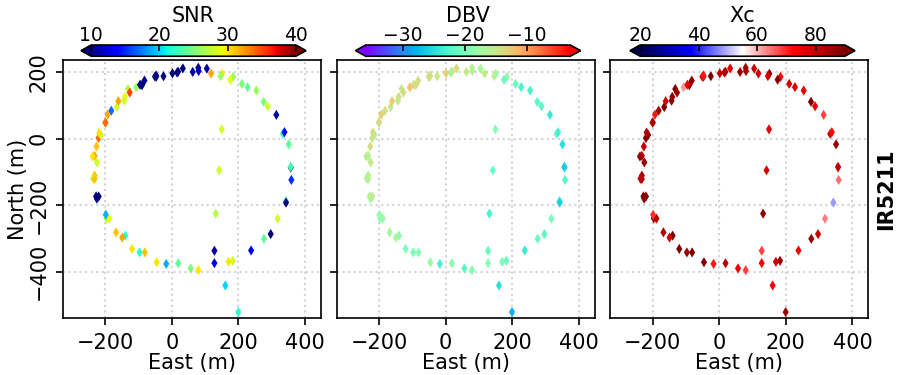 SNR
10 20 30 40
DBV
−30 −20 −10
Xc
20 40 60 80
North (m)
200
0
−200
−400
−200 0 200 400
East (m)
−200 0 200 400
East (m)
−200 0 200 400
East (m)
IR5211